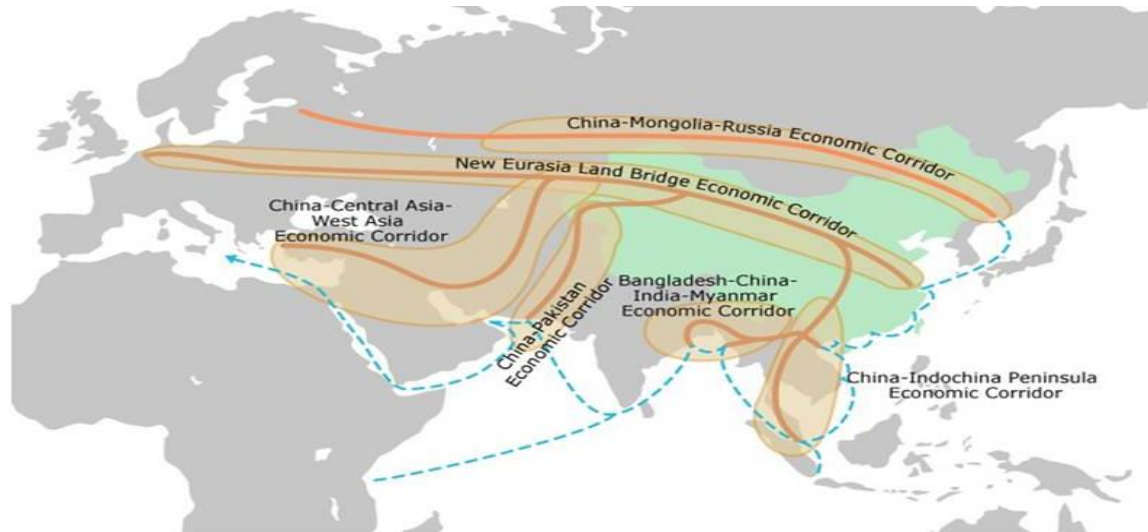 China-Mongolia-Russia Economic Corridor
New Eurasia Land Bridge Economic Corridor
China-Central Asia-
West Asia
Economic Corridor
China-Pakistan
Economic Corridor
Bangladesh-China-
India-Myanmar
Economic Corridor
China-Indochina Peninsula
Economic Corridor